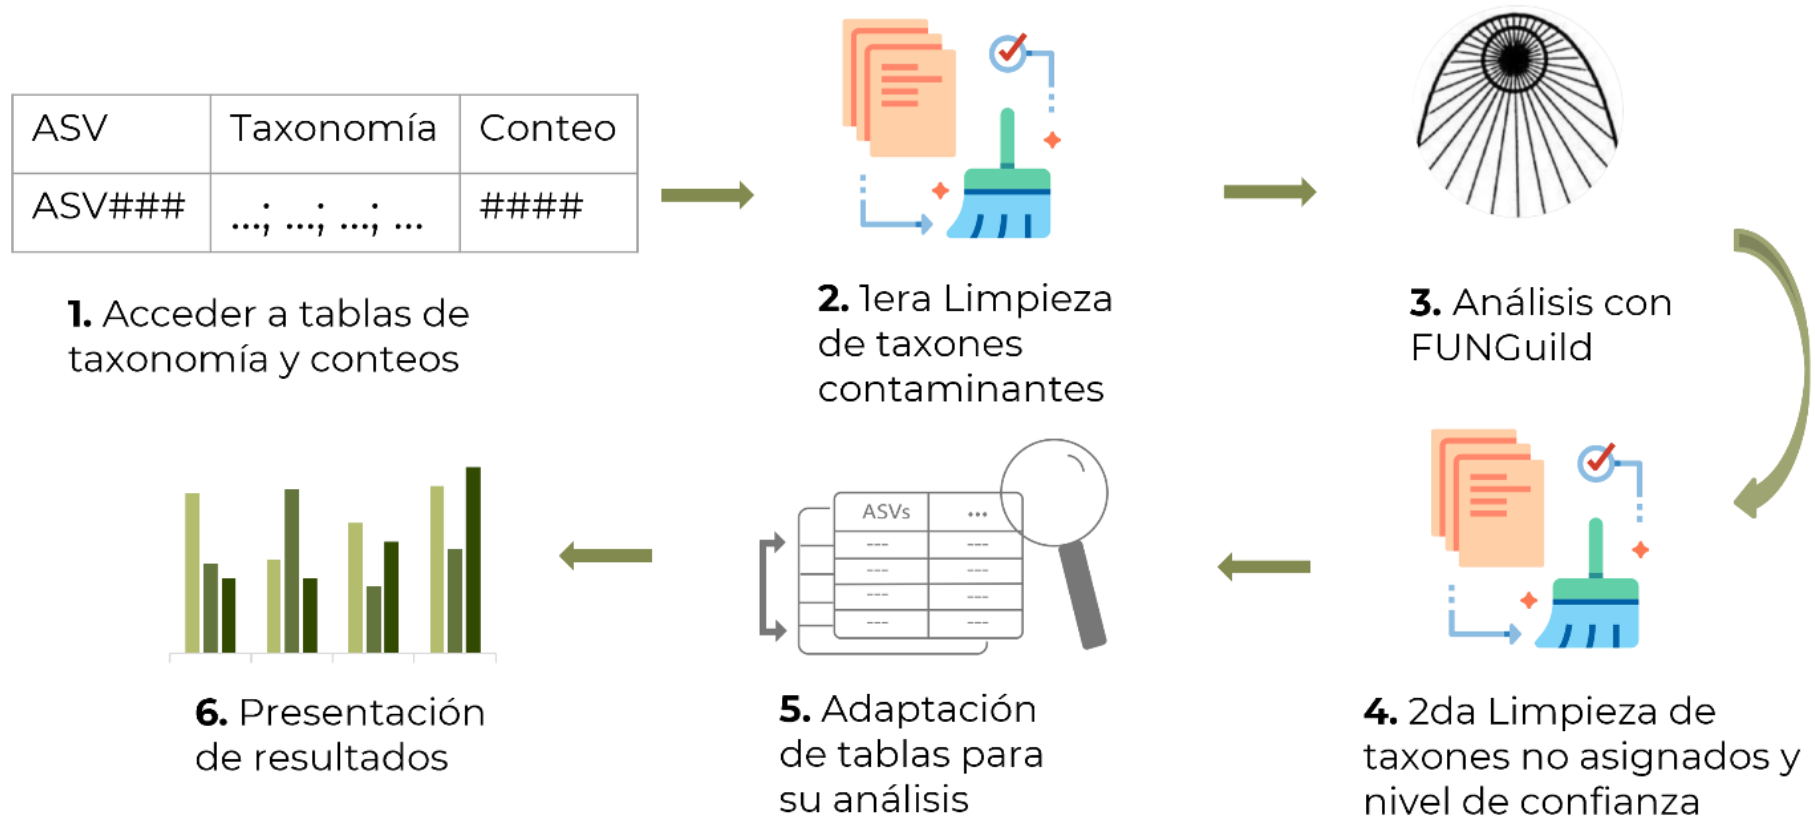 ASV Taxonomía Conteo
ASV### ...; ...; ...; ... ####
1. Acceder a tablas de
taxonomía y conteos
2. 1era Limpieza
de taxones
contaminantes
3. Análisis con
FUNGuild
4. 2da Limpieza de
taxones no asignados y
nivel de confianza
ASVs ...
--- ---
--- ---
--- ---
--- ---
5. Adaptación
de tablas para
su análisis
6. Presentación
de resultados